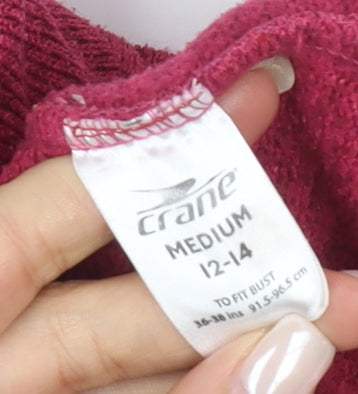 crane
MEDIUM
12-14
TO FIT BUST
36-38 ins 91.5-96.5 cm